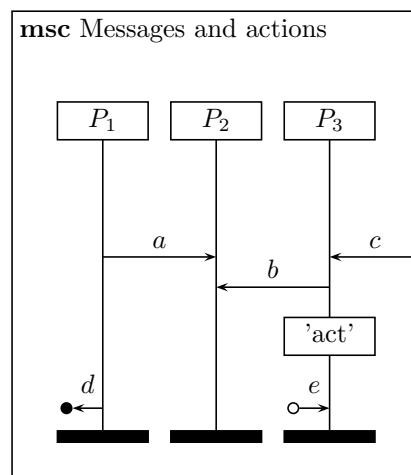 msc Messages and actions
P₁ P₂ P₃
a c
b
'act'
d e